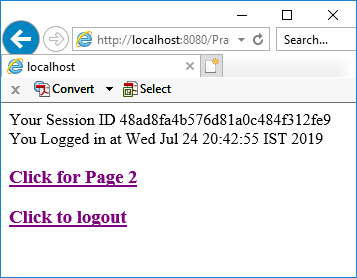 http://localhost:8080/Pra
Search...
localhost
Convert
Select
Your Session ID 48ad8fa4b576d81a0c484f312fe9
You Logged in at Wed Jul 24 20:42:55 IST 2019
Click for Page 2
Click to logout